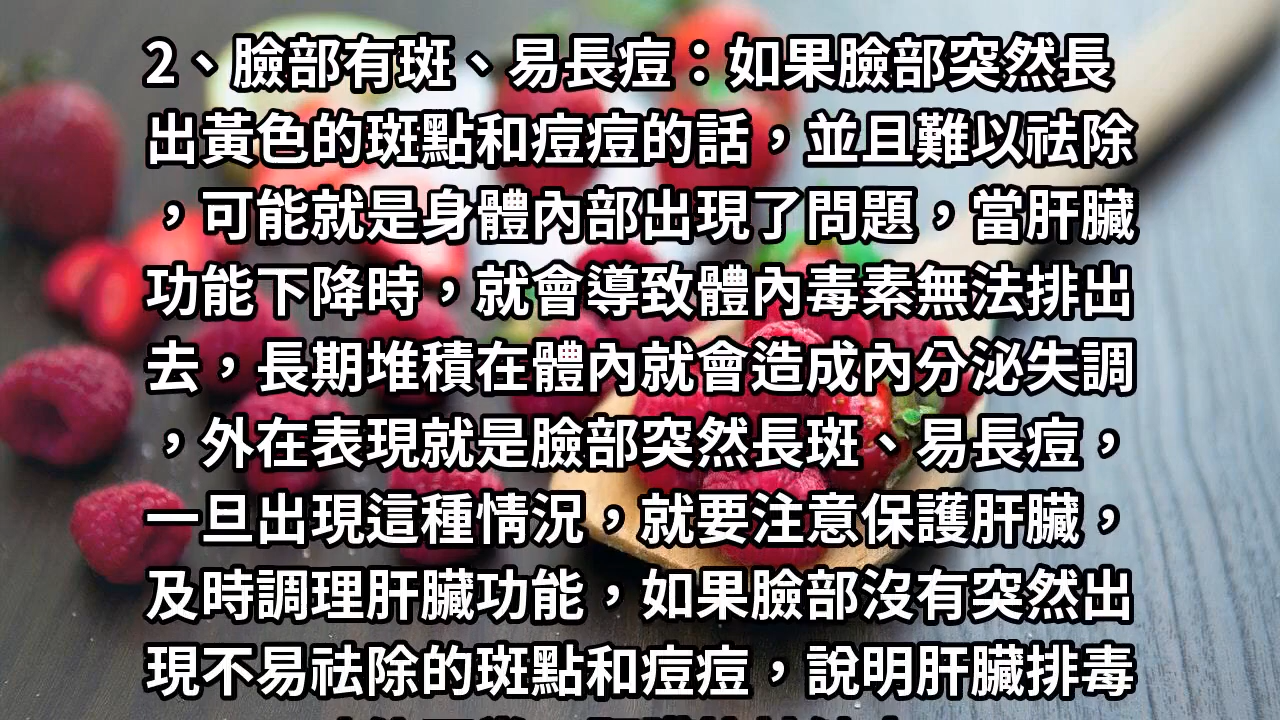 2、臉部有斑、易長痘：如果臉部突然長
出黃色的斑點和痘痘的話，並且難以祛除
，可能就是身體內部出現了問題，當肝臟
功能下降時，就會導致體內毒素無法排出
去，長期堆積在體內就會造成內分泌失調
，外在表現就是臉部突然長斑、易長痘，
一旦出現這種情況，就要注意保護肝臟，
及時調理肝臟功能，如果臉部沒有突然出
現不易祛除的斑點和痘痘，說明肝臟排毒